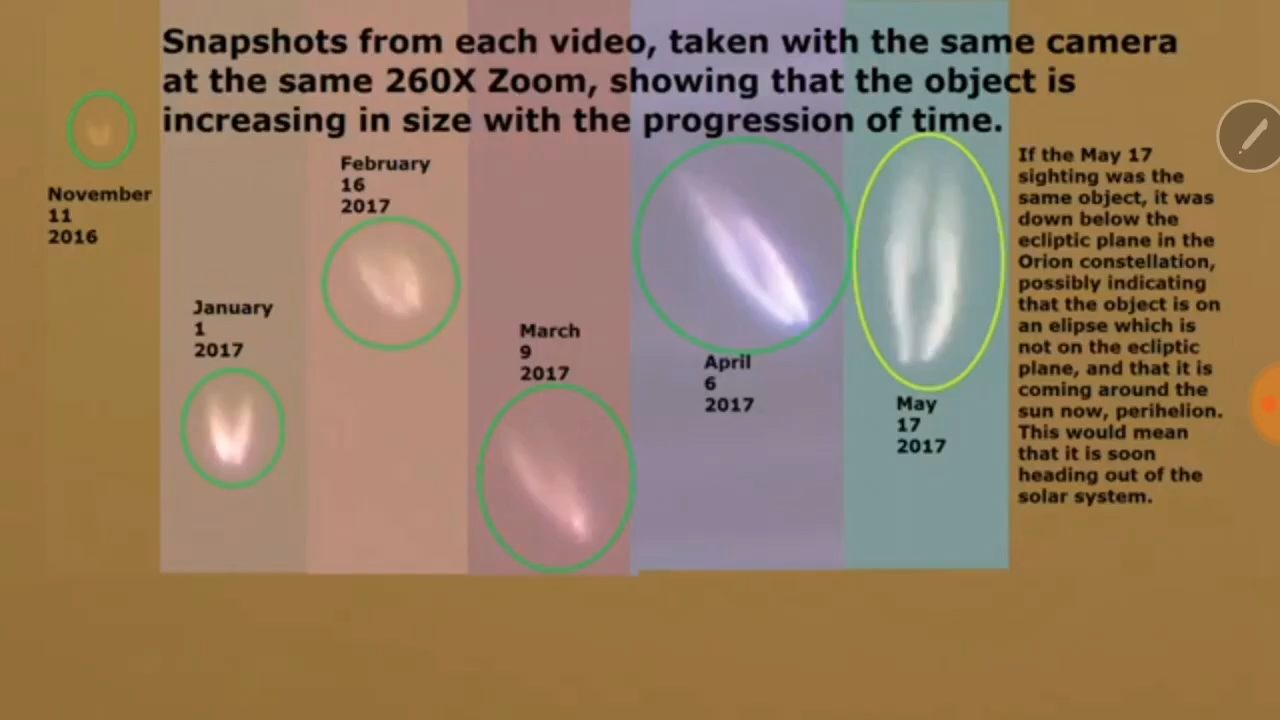 Snapshots from each video, taken with the same camera
at the same 260X Zoom, showing that the object is
increasing in size with the progression of time.
November
11
2016
January
1
2017
February
16
2017
March
9
2017
April
6
2017
May
17
2017
If the May 17
sighting was the
same object, it was
down below the
ecliptic plane in the
Orion constellation,
possibly indicating
that the object is on
an elipse which is
not on the ecliptic
plane, and that it is
coming around the
sun now, perihelion.
This would mean
that it is soon
heading out of the
solar system.